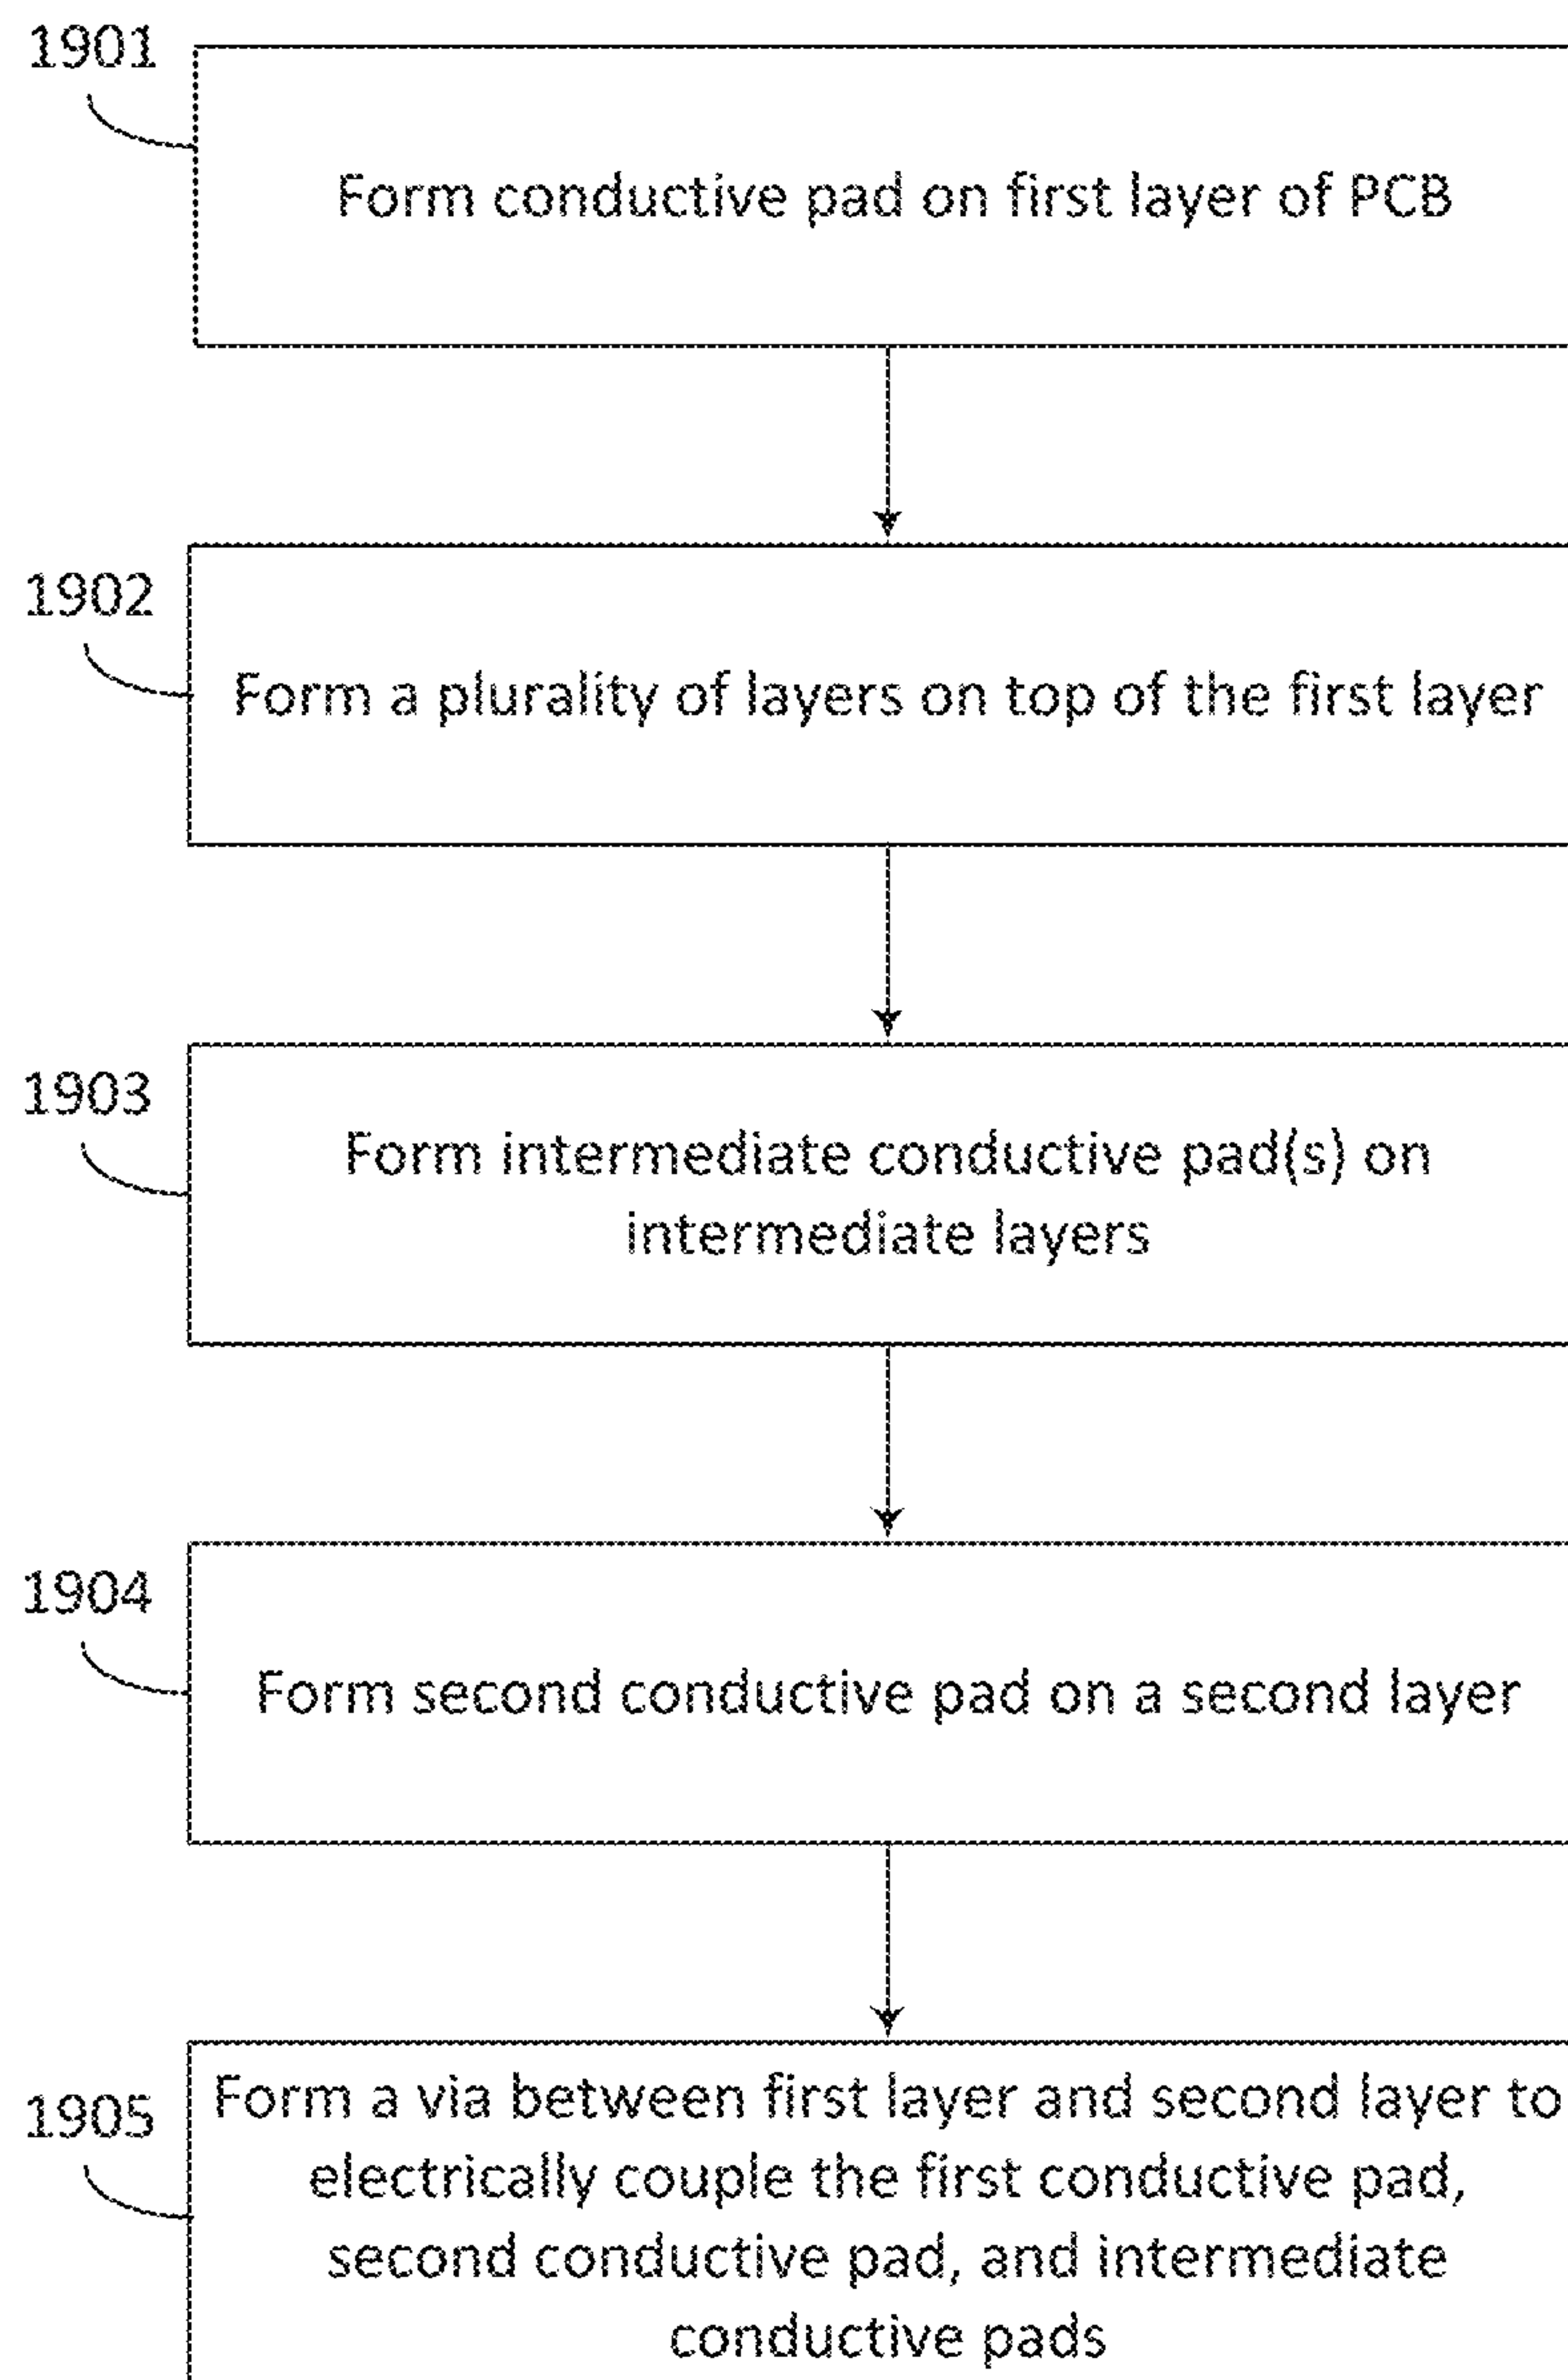 1901
Form conductive pad on first layer of PCB
1902
Form a plurality of layers on top of the first layer
1903
Form intermediate conductive pad(s) on
intermediate layers
1904
Form second conductive pad on a second layer
1905
Form a via between first layer and second layer to
electrically couple the first conductive pad,
second conductive pad, and intermediate
conductive pads